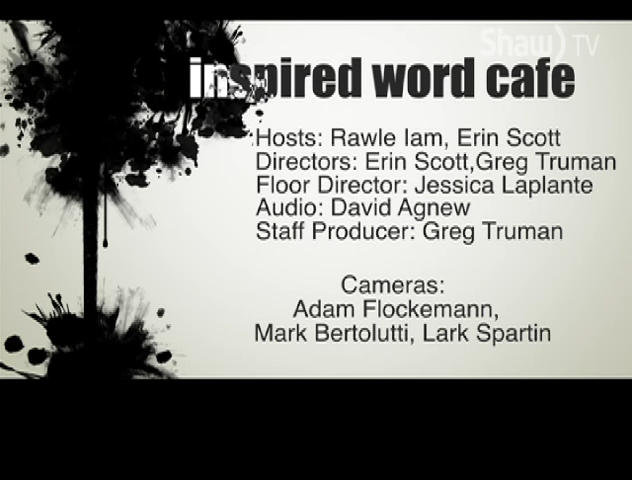 Shaw) TV
inspired word cafe
Hosts: Rawle Iam, Erin Scott
Directors: Erin Scott,Greg Truman
Floor Director: Jessica Laplante
Audio: David Agnew
Staff Producer: Greg Truman
Cameras:
Adam Flockemann,
Mark Bertolutti, Lark Spartin